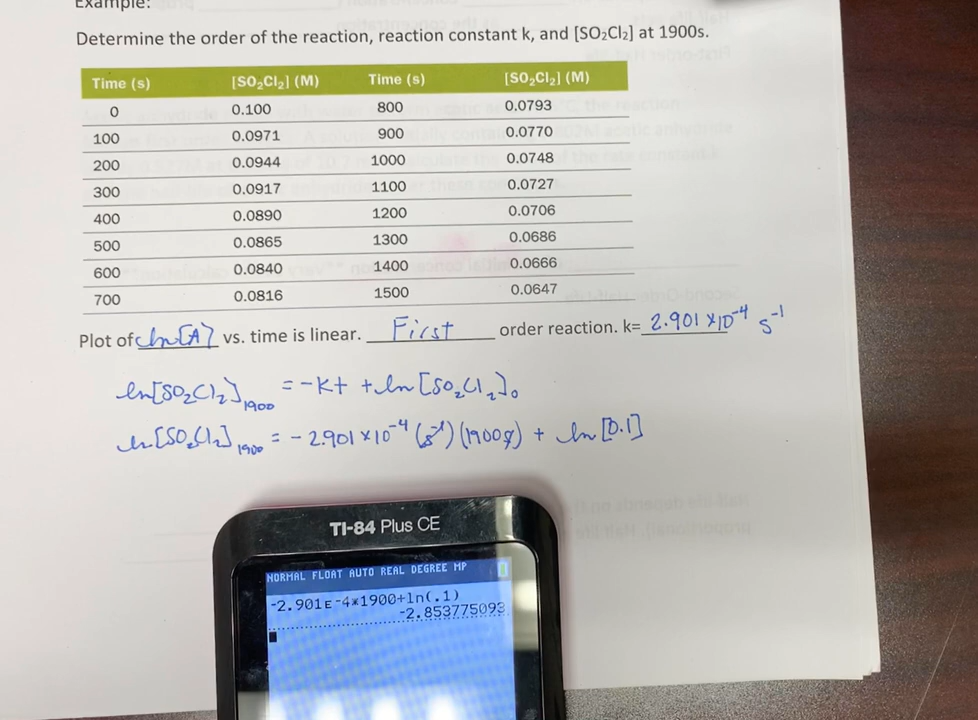 Example:
Determine the order of the reaction, reaction constant k, and [SO₂Cl₂] at 1900s.
Time (s) [SO₂Cl₂] (M) Time (s) [SO₂Cl₂] (M)
0 0.100 800 0.0793
100 0.0971 900 0.0770
200 0.0944 1000 0.0748
300 0.0917 1100 0.0727
400 0.0890 1200 0.0706
500 0.0865 1300 0.0686
600 0.0840 1400 0.0666
700 0.0816 1500 0.0647
Plot of ln[A] vs. time is linear. First order reaction. k= 2.901 x10⁻⁴ s⁻¹
ln[SO₂Cl₂]₁₉₀₀ = -kt + ln[SO₂Cl₂]₀
ln[SO₂Cl₂]₁₉₀₀ = - 2.901 x10⁻⁴ (s⁻¹)(1900s) + ln[0.1]
TI-84 Plus CE
NORMAL FLOAT AUTO REAL DEGREE MP
-2.901E-4*1900+ln(.1)
-2.853775093